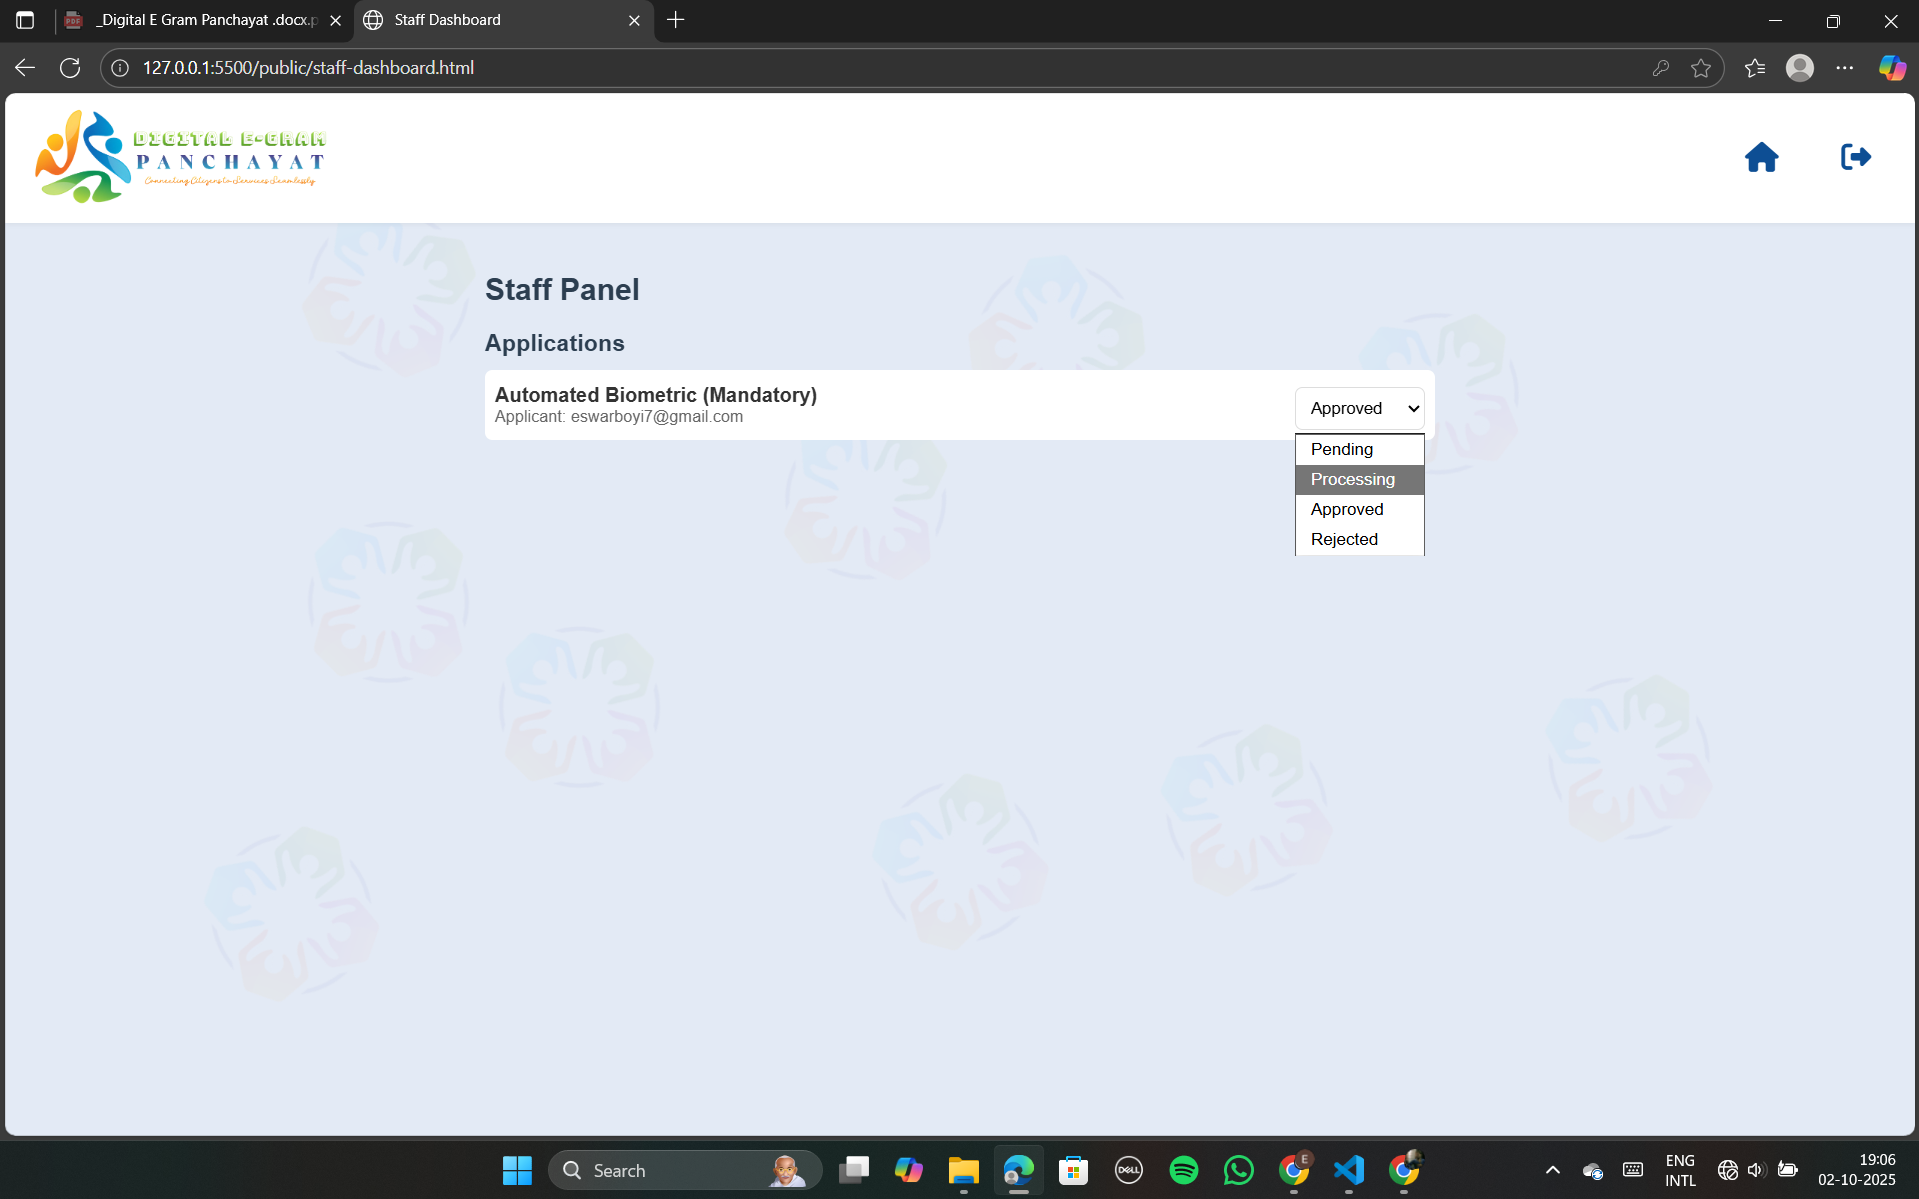 _Digital E Gram Panchayat .docx.p
Staff Dashboard
127.0.0.1:5500/public/staff-dashboard.html
DIGITAL E-GRAM
PANCHAYAT
Connecting Citizens to Services Seamlessly
Staff Panel
Applications
Automated Biometric (Mandatory)
Applicant: eswarboyi7@gmail.com
Approved
Pending
Processing
Approved
Rejected
Search
DELL
E
ENG
INTL
19:06
02-10-2025